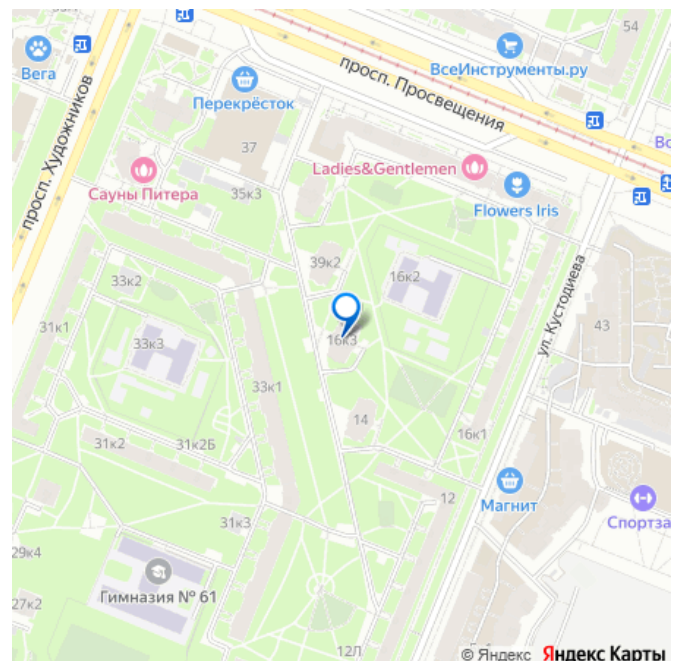 54
Вега
ВсеИнструменты.ру
просп. Просвещения
Перекрёсток
просп. Художников
37
Ladies&Gentlemen
Сауны Питера
35к3
Flowers Iris
39к2
33к2
16к2
ул. Кустодиева
31к1
43
33к3
16к3
33к1
14
31к2
31к2Б
16к1
12
Магнит
31к3
Спортза
29к4
Гимназия № 61
27к2
12Л
© Яндекс Яндекс Карты